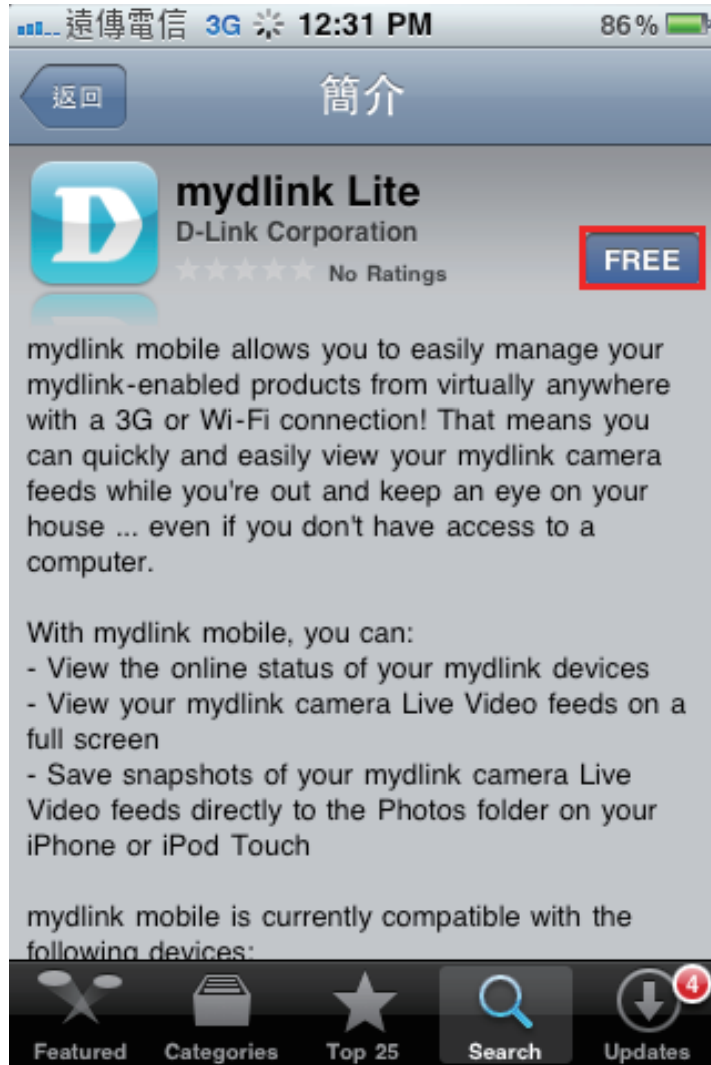 遠傳電信 3G 12:31 PM 86%
返回 簡介
D
mydlink Lite
D-Link Corporation
No Ratings
FREE
mydlink mobile allows you to easily manage your
mydlink-enabled products from virtually anywhere
with a 3G or Wi-Fi connection! That means you
can quickly and easily view your mydlink camera
feeds while you're out and keep an eye on your
house ... even if you don't have access to a
computer.
With mydlink mobile, you can:
- View the online status of your mydlink devices
- View your mydlink camera Live Video feeds on a
full screen
- Save snapshots of your mydlink camera Live
Video feeds directly to the Photos folder on your
iPhone or iPod Touch
mydlink mobile is currently compatible with the
following devices:
4
Featured Categories Top 25 Search Updates